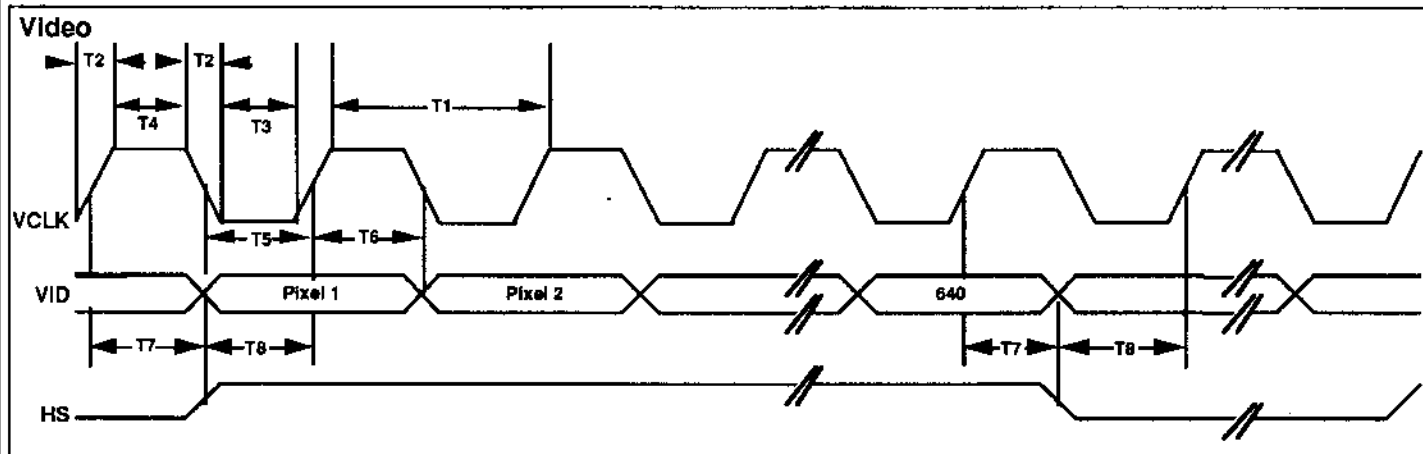 Video
T2 T2
T4 T3 T1
VCLK
T5 T6
VID Pixel 1 Pixel 2 640
T7 T8 T7 T8
HS